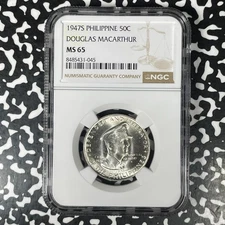 1947S PHILIPPINE 50C
DOUGLAS MACARTHUR
MS 65
8485431-045
NUMISMATIC GUARANTY COMPANY
NGC